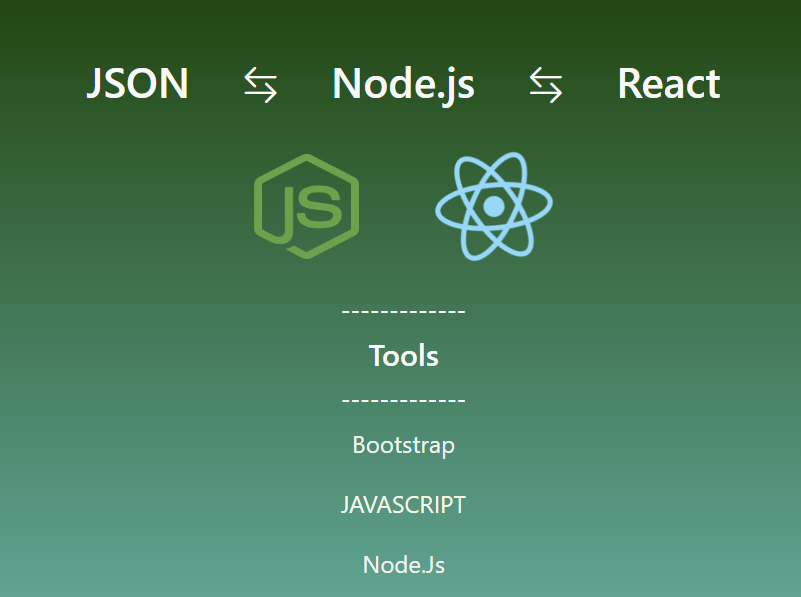 JSON ⇆ Node.js ⇆ React
JS
-------------
Tools
-------------
Bootstrap
JAVASCRIPT
Node.Js